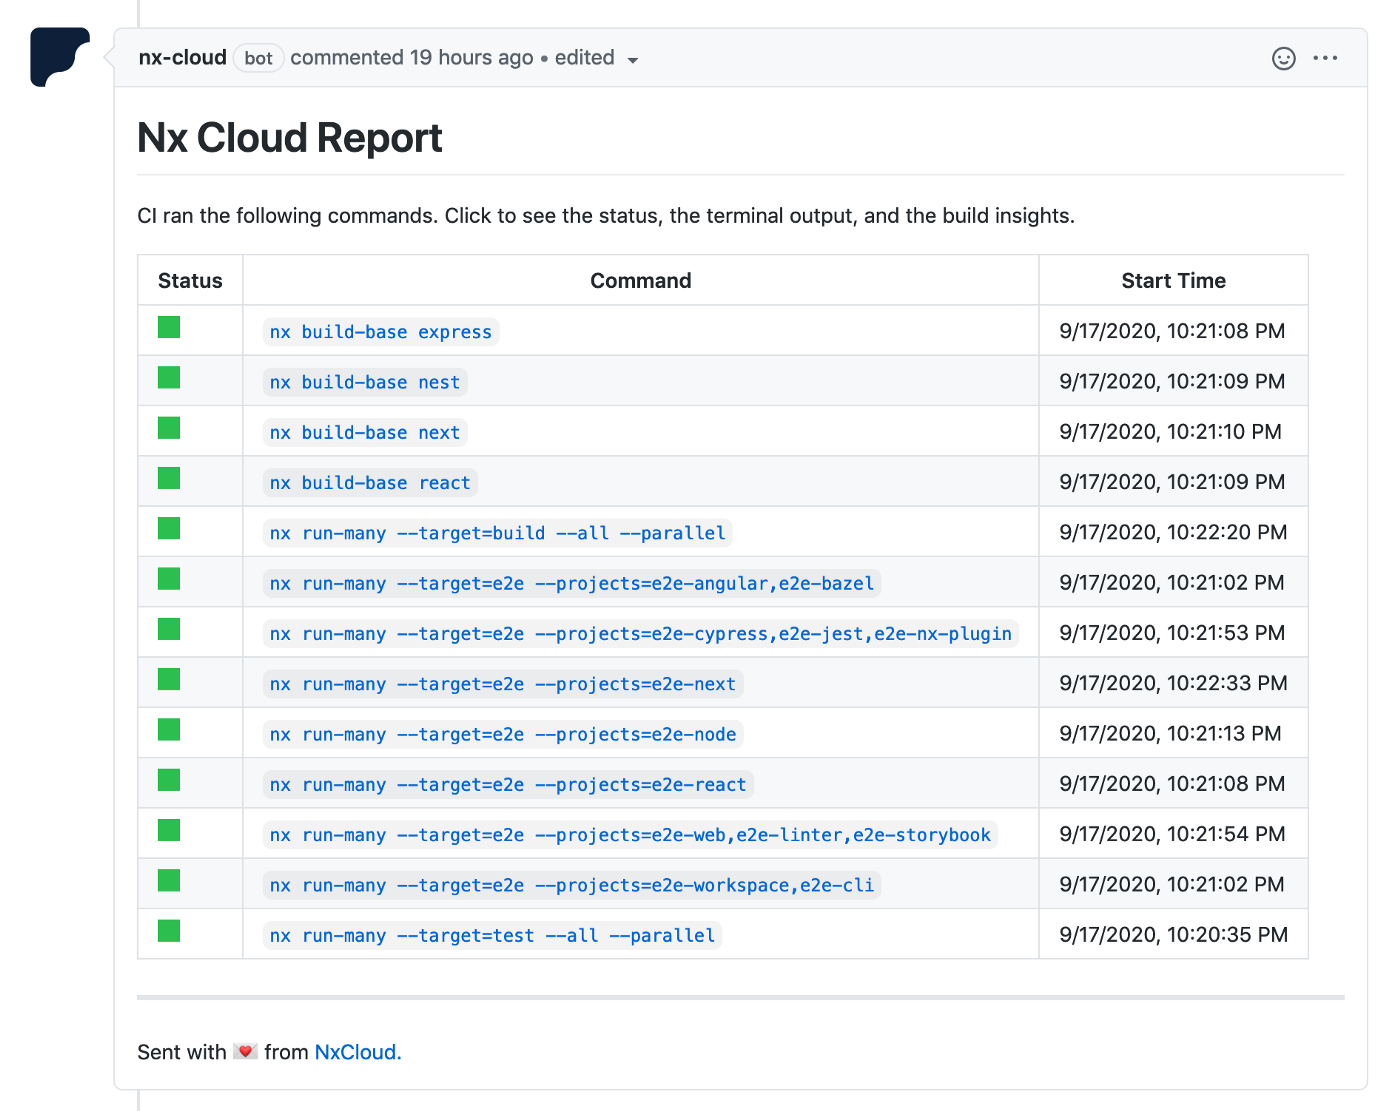 nx-cloud bot commented 19 hours ago • edited
Nx Cloud Report
CI ran the following commands. Click to see the status, the terminal output, and the build insights.
Status Command Start Time
nx build-base express 9/17/2020, 10:21:08 PM
nx build-base nest 9/17/2020, 10:21:09 PM
nx build-base next 9/17/2020, 10:21:10 PM
nx build-base react 9/17/2020, 10:21:09 PM
nx run-many --target=build --all --parallel 9/17/2020, 10:22:20 PM
nx run-many --target=e2e --projects=e2e-angular,e2e-bazel 9/17/2020, 10:21:02 PM
nx run-many --target=e2e --projects=e2e-cypress,e2e-jest,e2e-nx-plugin 9/17/2020, 10:21:53 PM
nx run-many --target=e2e --projects=e2e-next 9/17/2020, 10:22:33 PM
nx run-many --target=e2e --projects=e2e-node 9/17/2020, 10:21:13 PM
nx run-many --target=e2e --projects=e2e-react 9/17/2020, 10:21:08 PM
nx run-many --target=e2e --projects=e2e-web,e2e-linter,e2e-storybook 9/17/2020, 10:21:54 PM
nx run-many --target=e2e --projects=e2e-workspace,e2e-cli 9/17/2020, 10:21:02 PM
nx run-many --target=test --all --parallel 9/17/2020, 10:20:35 PM
Sent with 💌 from NxCloud.